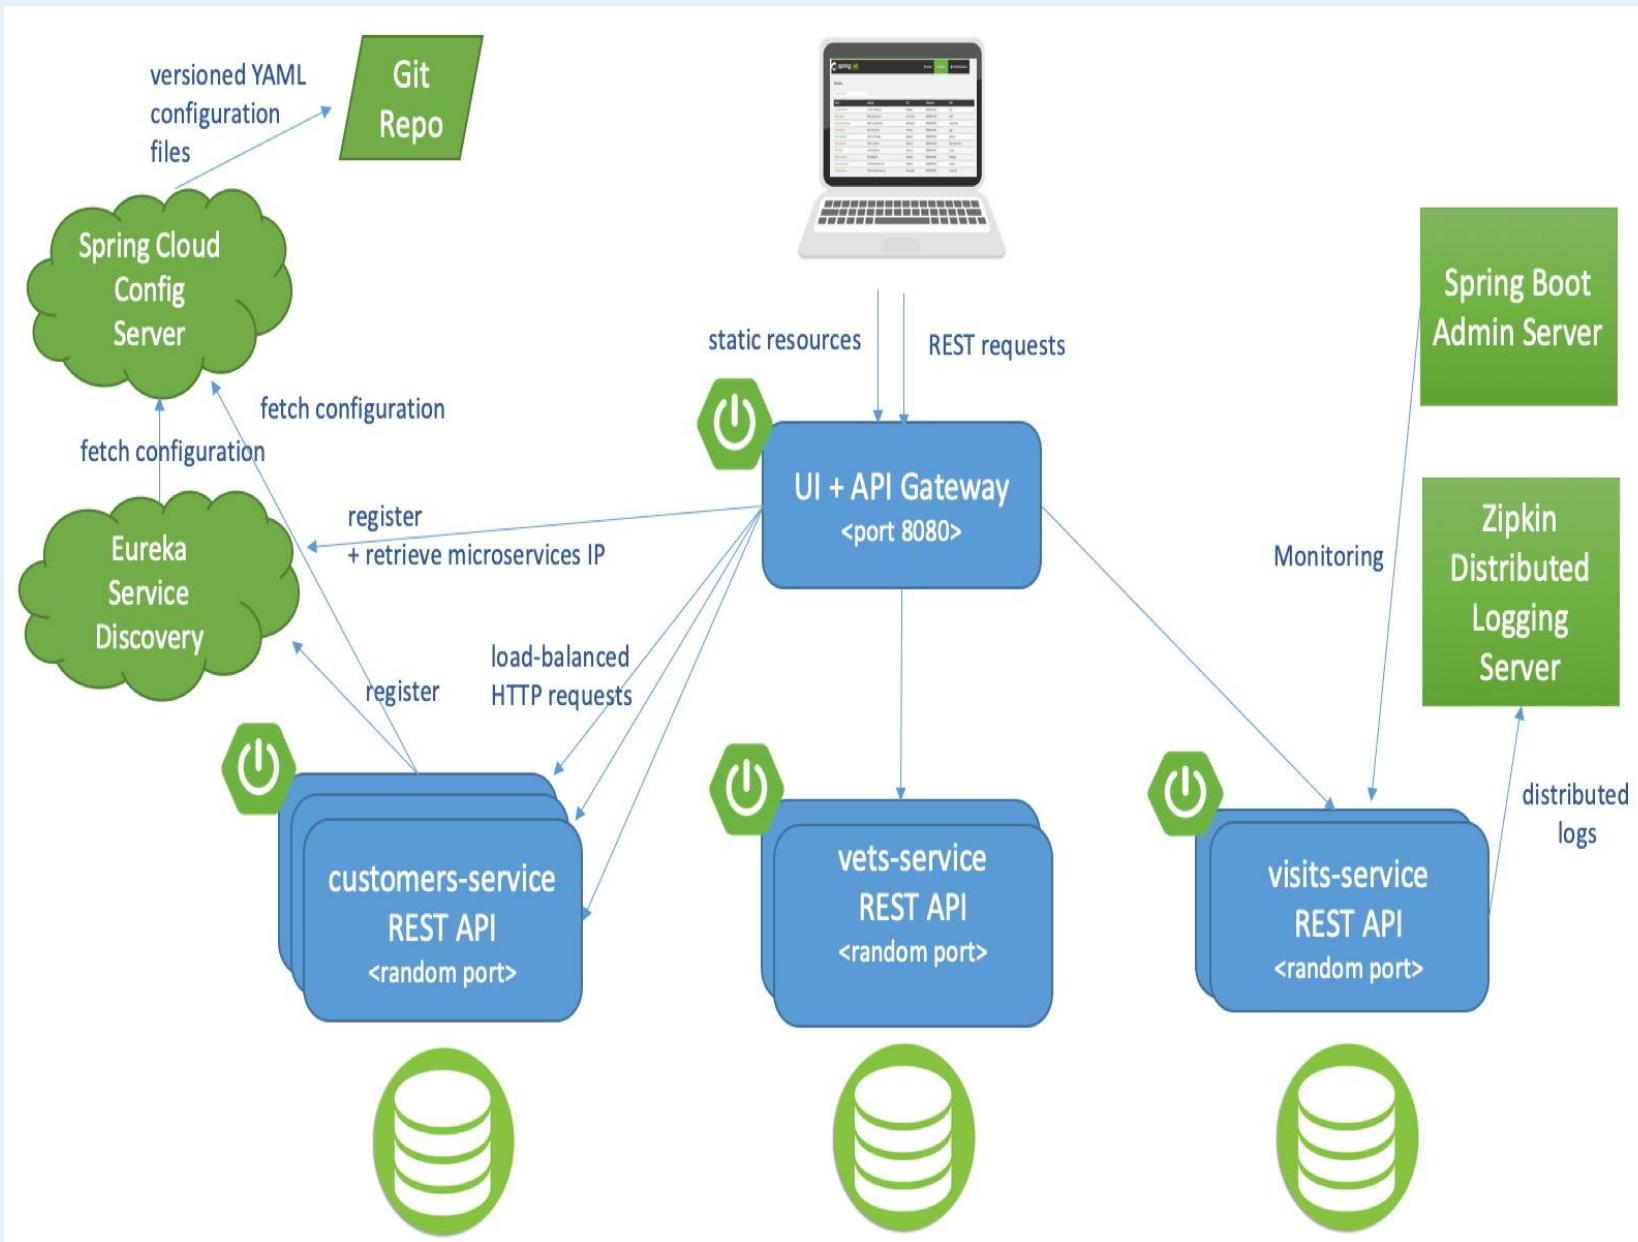 versioned YAML
configuration
files
Git
Repo
spring
Spring Cloud
Config
Server
static resources
REST requests
Spring Boot
Admin Server
fetch configuration
fetch configuration
UI + API Gateway
<port 8080>
register
+ retrieve microservices IP
Eureka
Service
Discovery
Monitoring
Zipkin
Distributed
Logging
Server
load-balanced
HTTP requests
register
distributed
logs
customers-service
REST API
<random port>
vets-service
REST API
<random port>
visits-service
REST API
<random port>